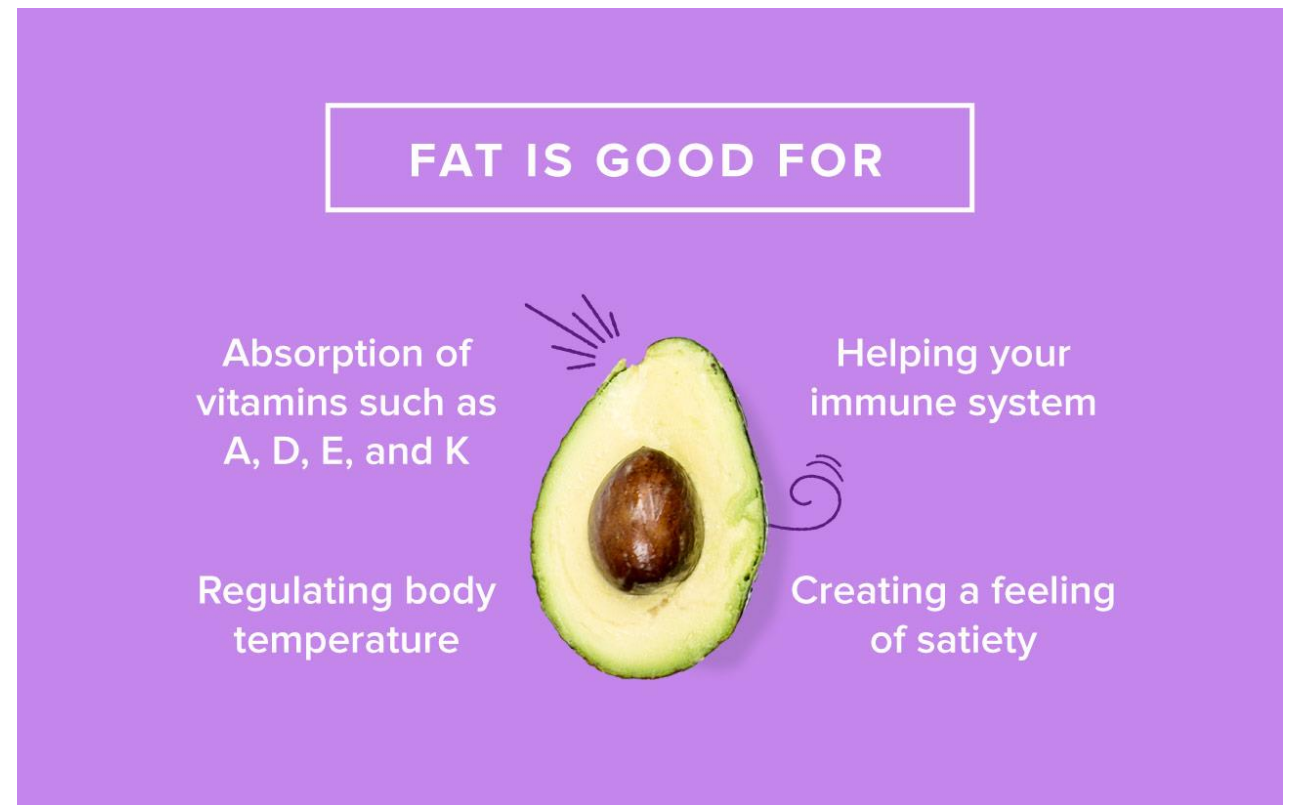 FAT IS GOOD FOR
Absorption of
vitamins such as
A, D, E, and K
Helping your
immune system
Regulating body
temperature
Creating a feeling
of satiety